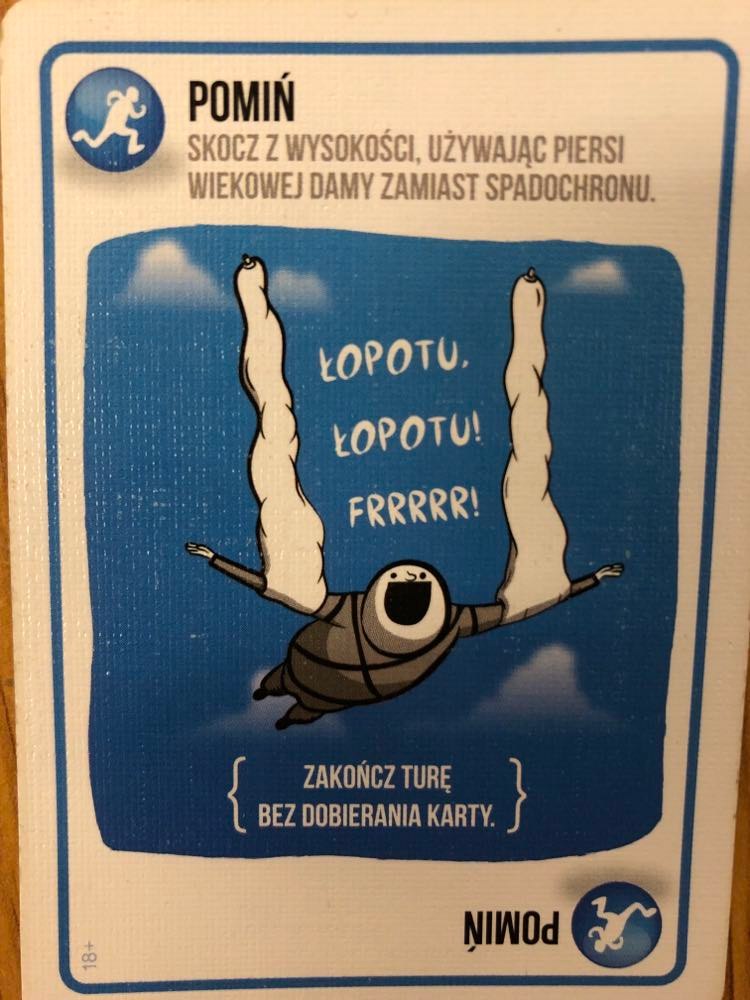 POMIŃ
SKOCZ Z WYSOKOŚCI, UŻYWAJĄC PIERSI
WIEKOWEJ DAMY ZAMIAST SPADOCHRONU.
ŁOPOTU,
ŁOPOTU!
FRRRRR!
ZAKOŃCZ TURĘ
BEZ DOBIERANIA KARTY.
POMIŃ
18+